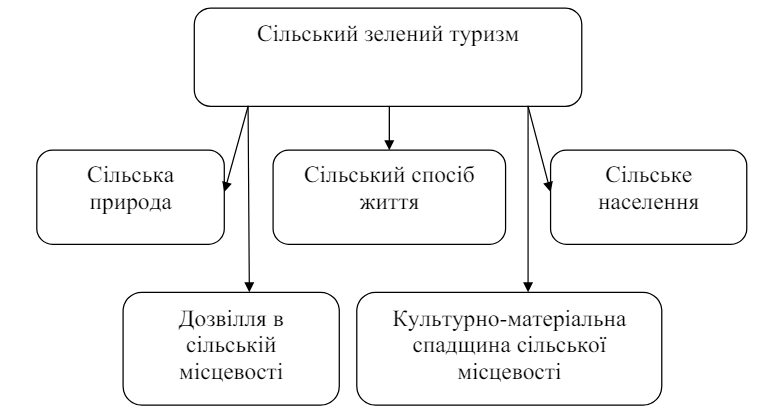 Сільський зелений туризм
Сільська
природа
Сільський спосіб
життя
Сільське
населення
Дозвілля в
сільській
місцевості
Культурно-матеріальна
спадщина сільської
місцевості